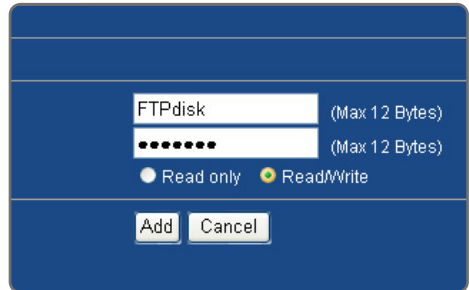 FTPdisk (Max 12 Bytes)
••••••• (Max 12 Bytes)
Read only Read/Write
Add Cancel